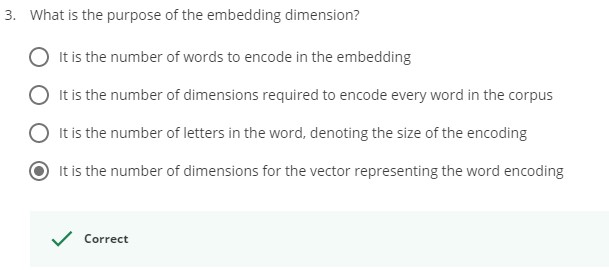 3. What is the purpose of the embedding dimension?
It is the number of words to encode in the embedding
It is the number of dimensions required to encode every word in the corpus
It is the number of letters in the word, denoting the size of the encoding
It is the number of dimensions for the vector representing the word encoding
Correct